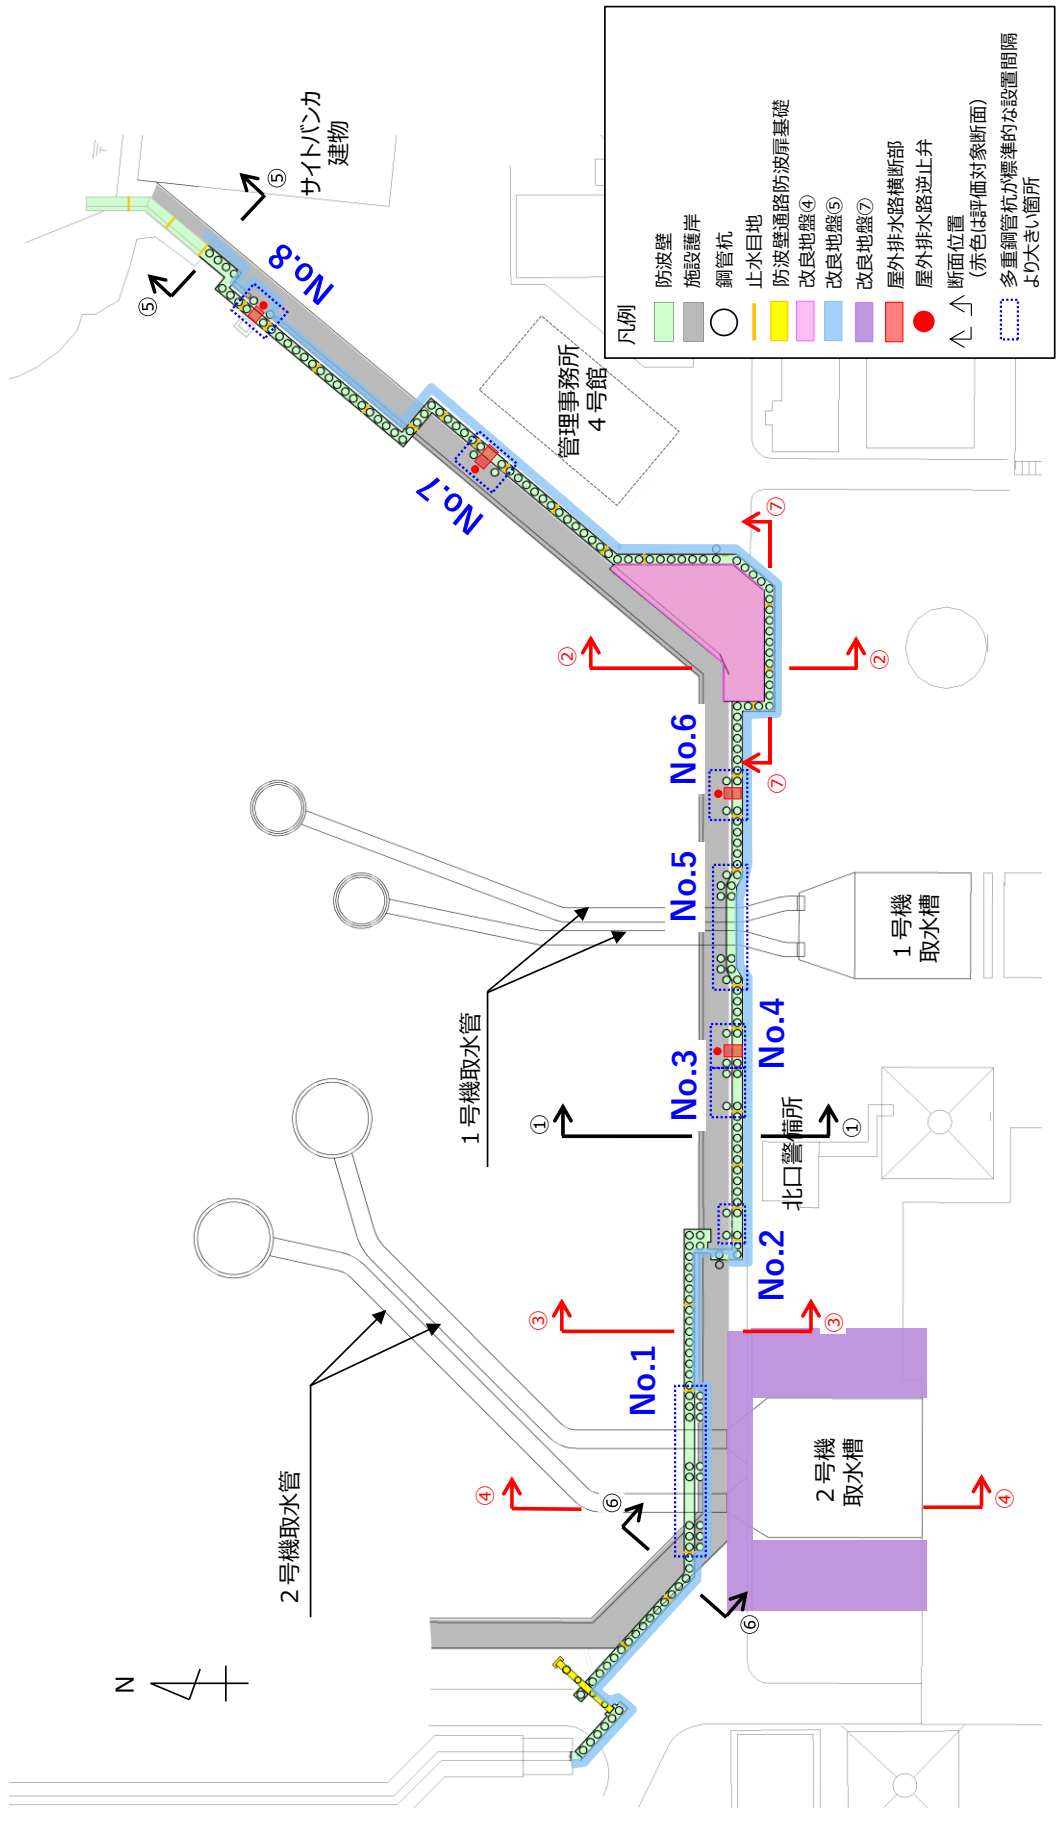 凡例
防波壁
施設護岸
鋼管杭
止水目地
防波壁通路防波扉基礎
改良地盤④
改良地盤⑤
改良地盤⑦
屋外排水路横断部
屋外排水路逆止弁
断面位置
(赤色は評価対象断面)
多重鋼管杭が標準的な設置間隔
より大きい箇所
N
2号機取水管
1号機取水管
サイトバンカ
建物
管理事務所
4号館
北口警備所
1号機
取水槽
2号機
取水槽
No.1
No.2
No.3
No.4
No.5
No.6
No.7
No.8
①
①
②
②
③
③
④
④
⑤
⑤
⑥
⑥
⑦
⑦